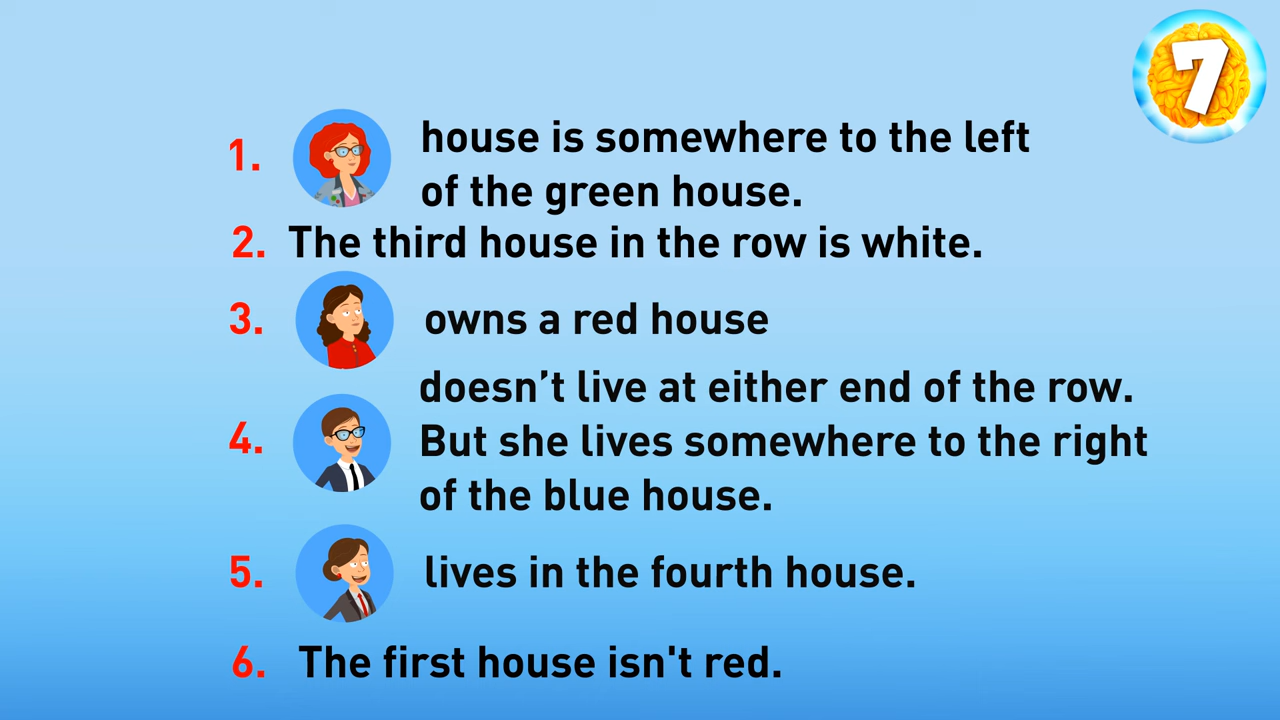 7
1. house is somewhere to the left
of the green house.
2. The third house in the row is white.
3. owns a red house
doesn’t live at either end of the row.
4. But she lives somewhere to the right
of the blue house.
5. lives in the fourth house.
6. The first house isn't red.